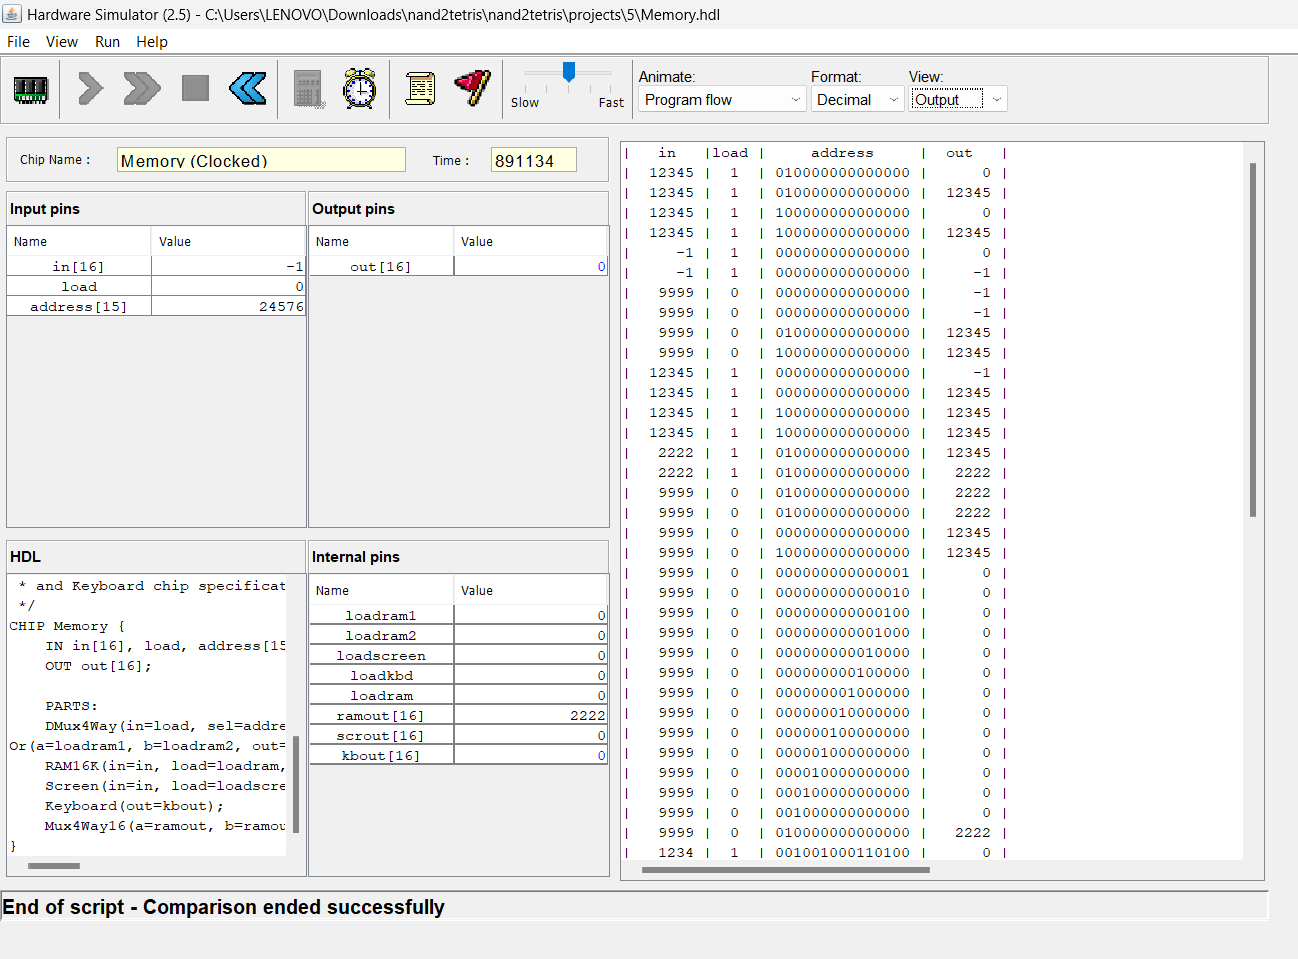 Hardware Simulator (2.5) - C:\Users\LENOVO\Downloads\nand2tetris\nand2tetris\projects\5\Memory.hdl
File View Run Help
Slow Fast
Animate: Format: View:
Program flow Decimal Output
Chip Name : Memory (Clocked) Time : 891134
Input pins
Name Value
in[16] -1
load 0
address[15] 24576
Output pins
Name Value
out[16] 0
HDL
* and Keyboard chip specificat
*/
CHIP Memory {
IN in[16], load, address[15
OUT out[16];
PARTS:
DMux4Way(in=load, sel=addre
Or(a=loadram1, b=loadram2, out=
RAM16K(in=in, load=loadram,
Screen(in=in, load=loadscre
Keyboard(out=kbout);
Mux4Way16(a=ramout, b=ramou
}
Internal pins
Name Value
loadram1 0
loadram2 0
loadscreen 0
loadkbd 0
loadram 0
ramout[16] 2222
scrout[16] 0
kbout[16] 0
| in |load | address | out |
| 12345 | 1 | 010000000000000 | 0 |
| 12345 | 1 | 010000000000000 | 12345 |
| 12345 | 1 | 100000000000000 | 0 |
| 12345 | 1 | 100000000000000 | 12345 |
| -1 | 1 | 000000000000000 | 0 |
| -1 | 1 | 000000000000000 | -1 |
| 9999 | 0 | 000000000000000 | -1 |
| 9999 | 0 | 000000000000000 | -1 |
| 9999 | 0 | 010000000000000 | 12345 |
| 9999 | 0 | 100000000000000 | 12345 |
| 12345 | 1 | 000000000000000 | -1 |
| 12345 | 1 | 000000000000000 | 12345 |
| 12345 | 1 | 100000000000000 | 12345 |
| 12345 | 1 | 100000000000000 | 12345 |
| 2222 | 1 | 010000000000000 | 12345 |
| 2222 | 1 | 010000000000000 | 2222 |
| 9999 | 0 | 010000000000000 | 2222 |
| 9999 | 0 | 010000000000000 | 2222 |
| 9999 | 0 | 000000000000000 | 12345 |
| 9999 | 0 | 100000000000000 | 12345 |
| 9999 | 0 | 000000000000001 | 0 |
| 9999 | 0 | 000000000000010 | 0 |
| 9999 | 0 | 000000000000100 | 0 |
| 9999 | 0 | 000000000001000 | 0 |
| 9999 | 0 | 000000000010000 | 0 |
| 9999 | 0 | 000000000100000 | 0 |
| 9999 | 0 | 000000001000000 | 0 |
| 9999 | 0 | 000000010000000 | 0 |
| 9999 | 0 | 000000100000000 | 0 |
| 9999 | 0 | 000001000000000 | 0 |
| 9999 | 0 | 000010000000000 | 0 |
| 9999 | 0 | 000100000000000 | 0 |
| 9999 | 0 | 001000000000000 | 0 |
| 9999 | 0 | 010000000000000 | 2222 |
| 1234 | 1 | 001001000110100 | 0 |
End of script - Comparison ended successfully